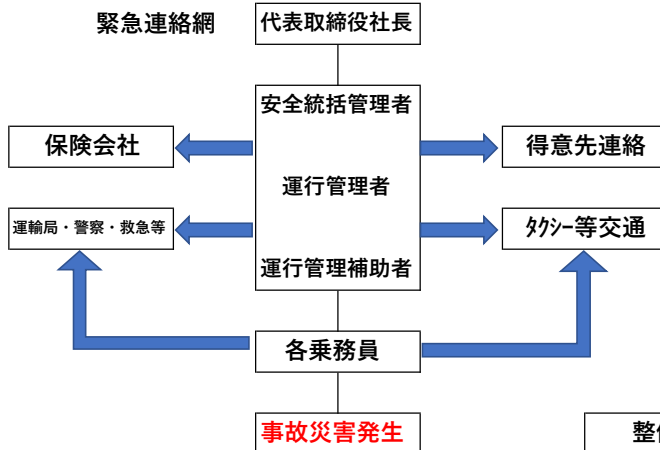 緊急連絡網
代表取締役社長
安全統括管理者
保険会社
得意先連絡
運行管理者
運輸局・警察・救急等
ﾀｸｼｰ等交通
運行管理補助者
各乗務員
事故災害発生